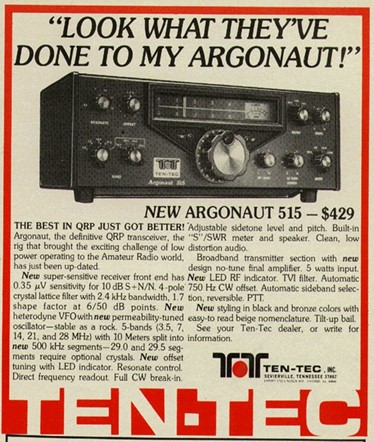 “LOOK WHAT THEY’VE
DONE TO MY ARGONAUT!”
TEN-TEC
Argonaut 515
NEW ARGONAUT 515 — $429
THE BEST IN QRP JUST GOT BETTER!
Argonaut, the definitive QRP transceiver, the
rig that brought the exciting challenge of low
power operating to the Amateur Radio world,
has just been up-dated.
New super-sensitive receiver front end has
0.35 μV sensitivity for 10 dB S+N/N. 4-pole
crystal lattice filter with 2.4 kHz bandwidth, 1.7
shape factor at 6/50 dB points. New
heterodyne VFO with new permeability-tuned
oscillator—stable as a rock. 5-bands (3.5, 7,
14, 21, and 28 MHz) with 10 Meters split into
new 500 kHz segments—29.0 and 29.5 seg-
ments require optional crystals. New offset
tuning with LED indicator. Resonate control.
Direct frequency readout. Full CW break-in.
Adjustable sidetone level and pitch. Built-in
“S”/SWR meter and speaker. Clean, low
distortion audio.
Broadband transmitter section with new
design no-tune final amplifier. 5 watts input.
New LED RF indicator. TVI filter. Automatic
750 Hz CW offset. Automatic sideband selec-
tion, reversible. PTT.
New styling in black and bronze colors with
easy-to read beige nomenclature. Tilt-up bail.
See your Ten-Tec dealer, or write for
information.
TEN-TEC, INC.
SEVIERVILLE, TENNESSEE 37862
TEN-TEC